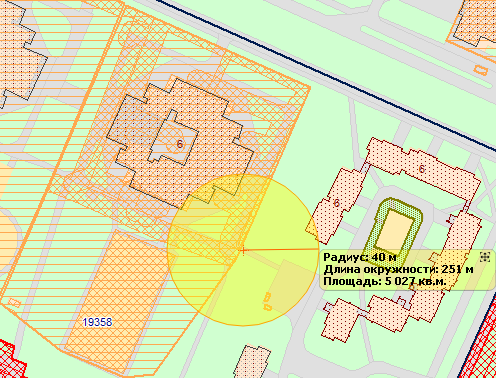 6
6
6
Радиус: 40 м
Длина окружности: 251 м
Площадь: 5 027 кв.м.
19358